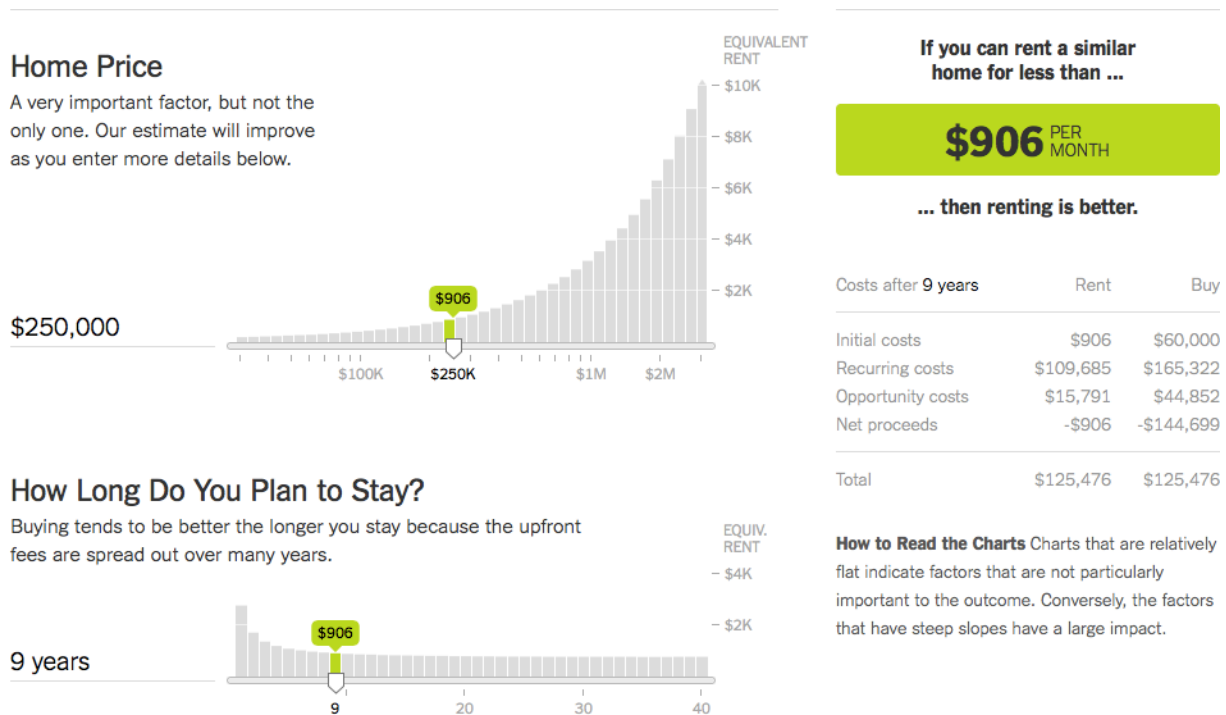 Home Price
A very important factor, but not the
only one. Our estimate will improve
as you enter more details below.
$250,000
EQUIVALENT
RENT
$10K
$8K
$6K
$4K
$2K
$906
$100K
$250K
$1M
$2M
How Long Do You Plan to Stay?
Buying tends to be better the longer you stay because the upfront
fees are spread out over many years.
9 years
EQUIV.
RENT
$4K
$2K
$906
9
20
30
40
If you can rent a similar
home for less than ...
$906 PER
MONTH
... then renting is better.
Costs after 9 years Rent Buy
Initial costs $906 $60,000
Recurring costs $109,685 $165,322
Opportunity costs $15,791 $44,852
Net proceeds -$906 -$144,699
Total $125,476 $125,476
How to Read the Charts Charts that are relatively
flat indicate factors that are not particularly
important to the outcome. Conversely, the factors
that have steep slopes have a large impact.